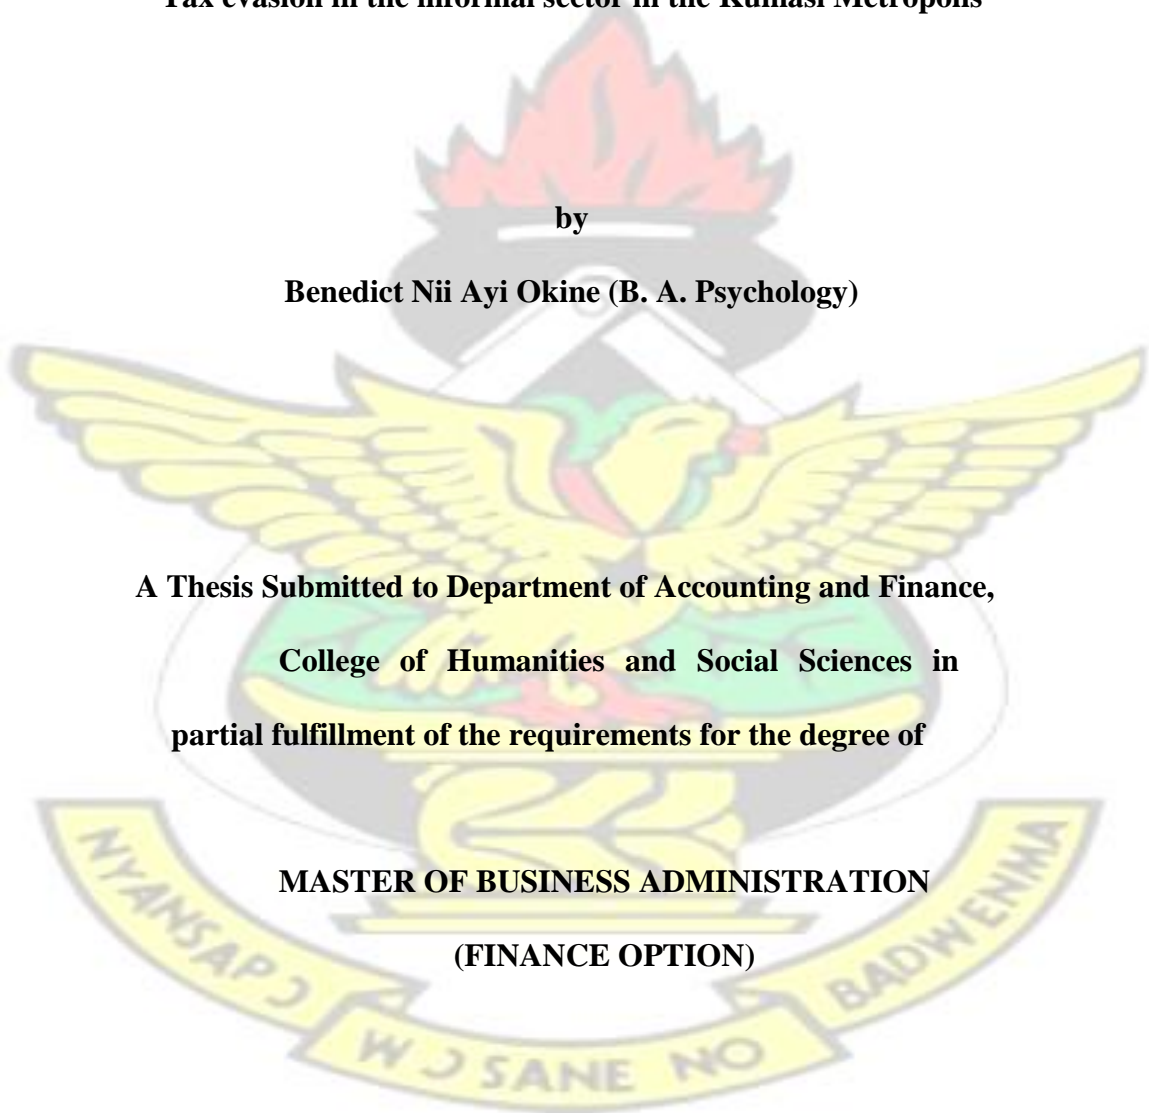 Tax evasion in the informal sector in the Kumasi Metropolis
by
Benedict Nii Ayi Okine (B. A. Psychology)
A Thesis Submitted to Department of Accounting and Finance,
College of Humanities and Social Sciences in
partial fulfillment of the requirements for the degree of
MASTER OF BUSINESS ADMINISTRATION
(FINANCE OPTION)
NYANSAPƆ WƆSANE NO BADWENMA